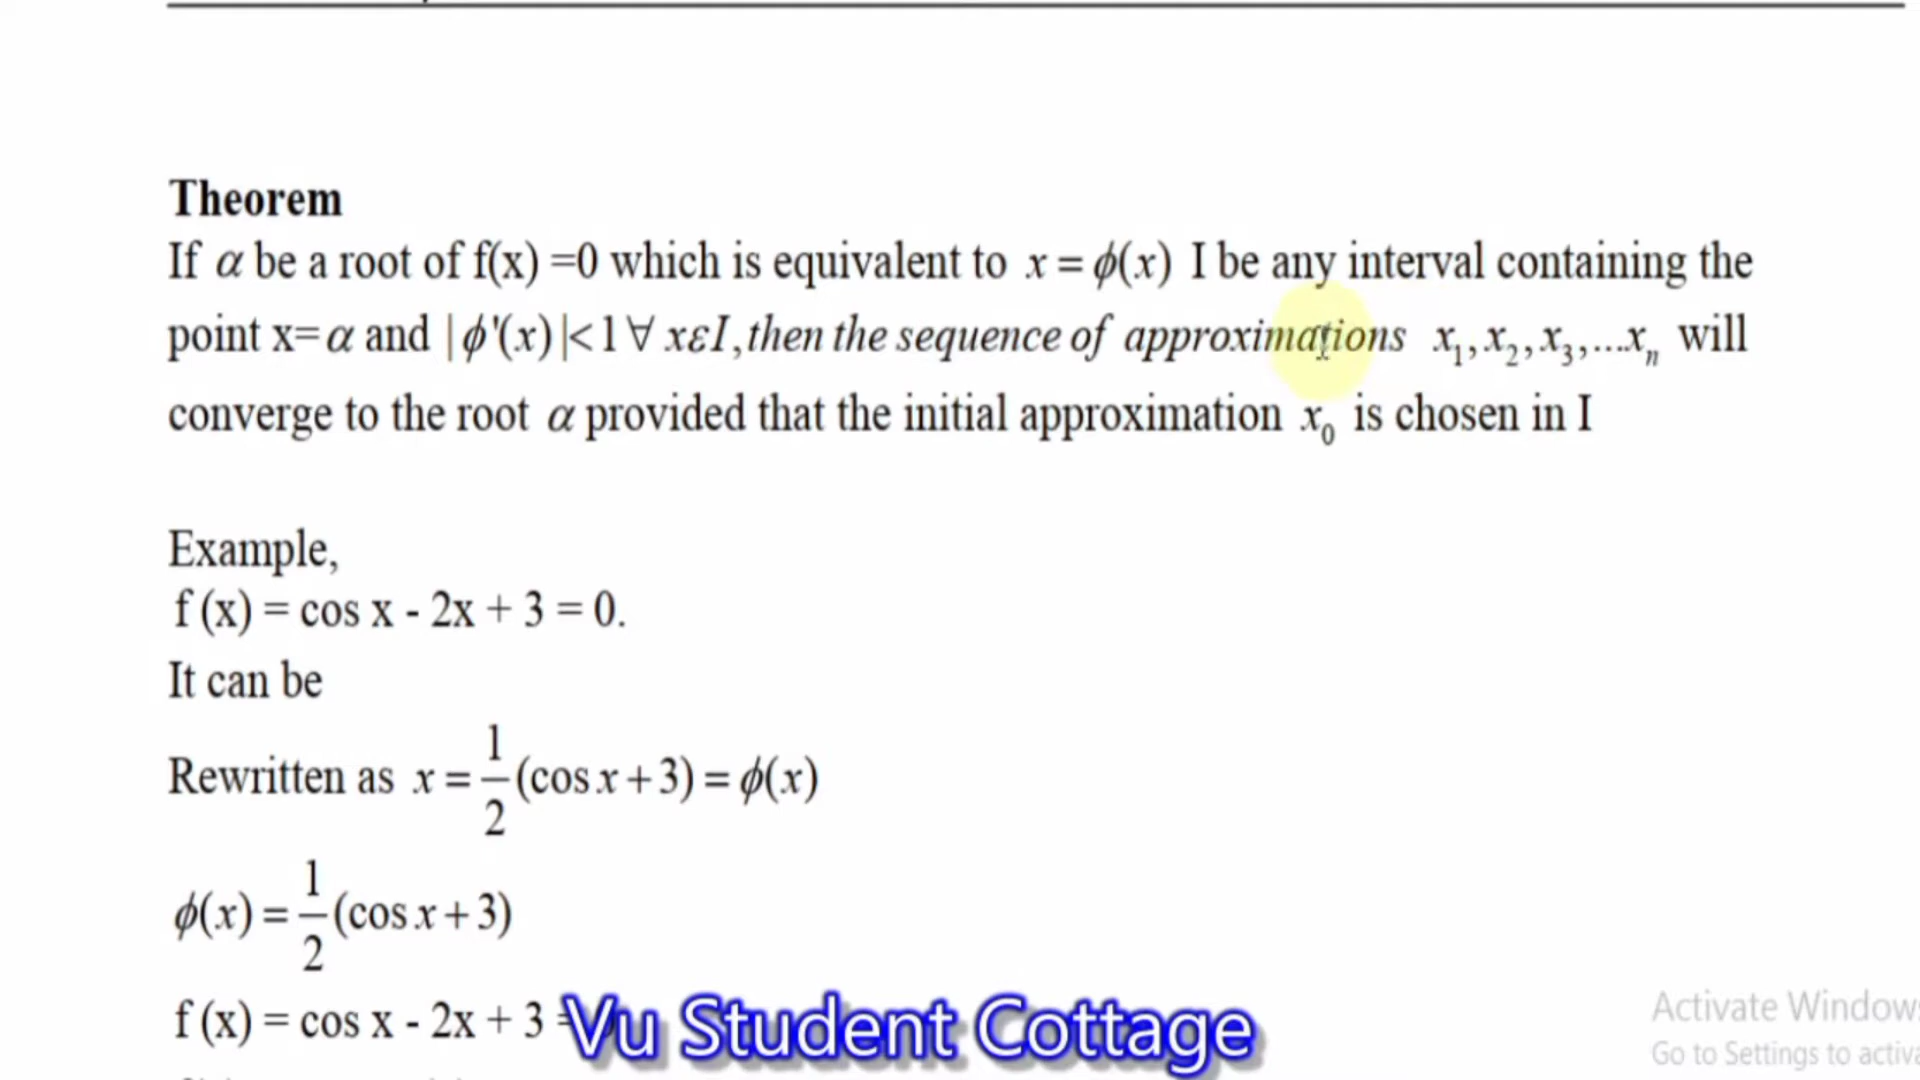 Theorem
If α be a root of f(x) =0 which is equivalent to x = ϕ(x) I be any interval containing the
point x=α and |ϕ'(x)|<1∀ xεI,then the sequence of approximations x₁,x₂,x₃,...xₙ will
converge to the root α provided that the initial approximation x₀ is chosen in I
Example,
f (x) = cos x - 2x + 3 = 0.
It can be
Rewritten as x = 1/2 (cos x + 3) = ϕ(x)
ϕ(x) = 1/2 (cos x + 3)
f (x) = cos x - 2x + 3 =
Vu Student Cottage
Activate Windows
Go to Settings to activa